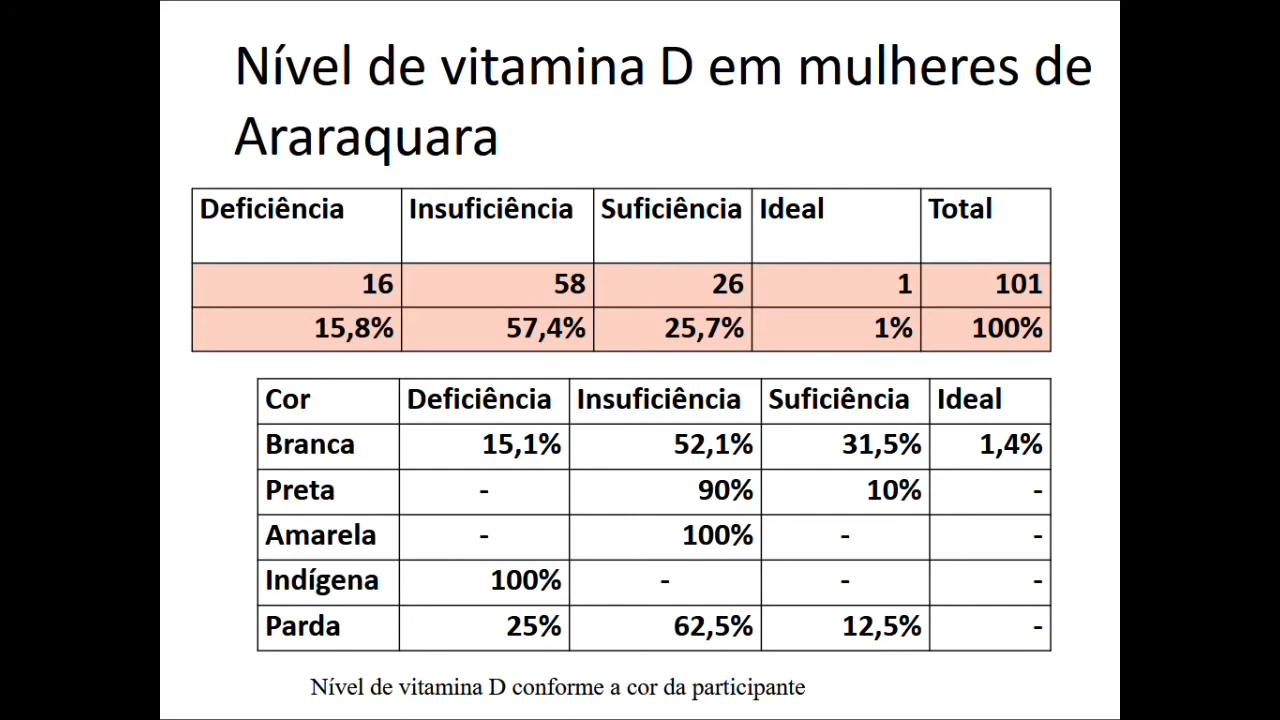 Nível de vitamina D em mulheres de
Araraquara
Deficiência Insuficiência Suficiência Ideal Total
16 58 26 1 101
15,8% 57,4% 25,7% 1% 100%
Cor Deficiência Insuficiência Suficiência Ideal
Branca 15,1% 52,1% 31,5% 1,4%
Preta - 90% 10% -
Amarela - 100% - -
Indígena 100% - - -
Parda 25% 62,5% 12,5% -
Nível de vitamina D conforme a cor da participante